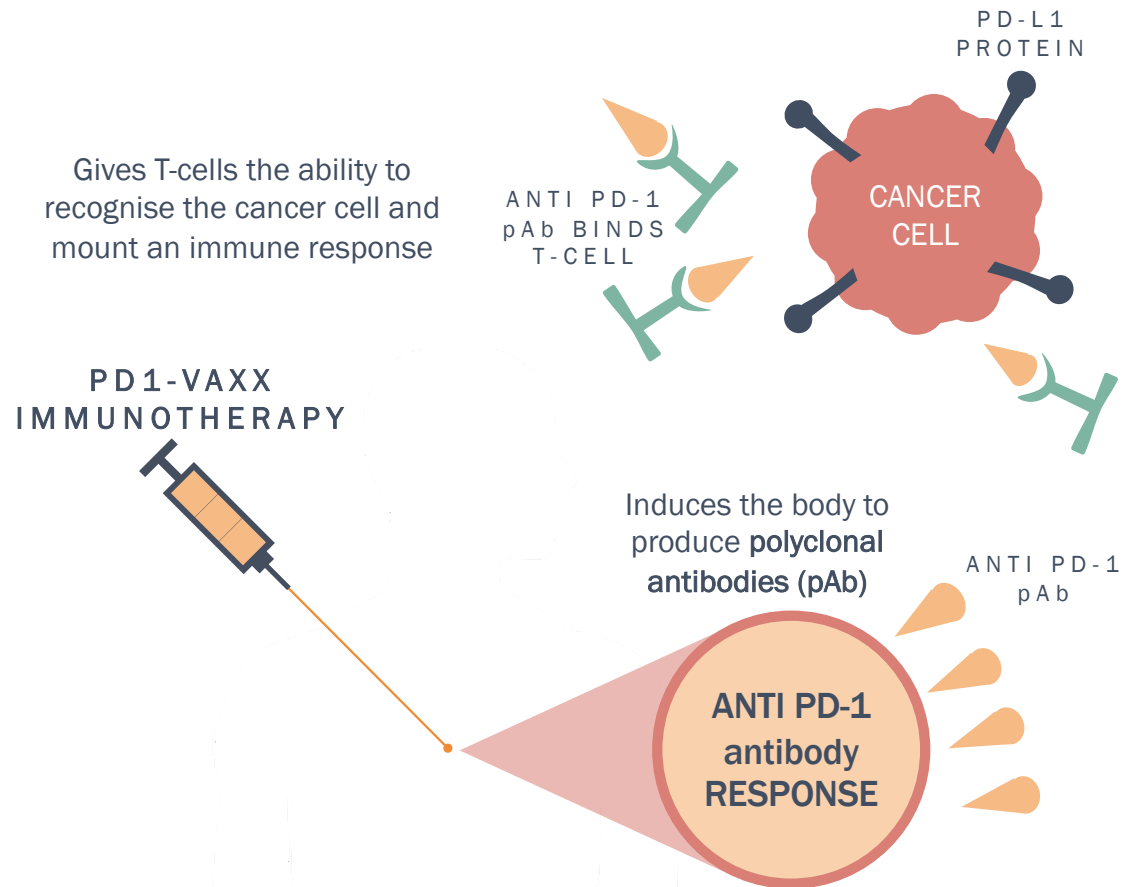 PD-L1
PROTEIN
Gives T-cells the ability to
recognise the cancer cell and
mount an immune response
ANTI PD-1
pAb BINDS
T-CELL
CANCER
CELL
PD1-VAXX
IMMUNOTHERAPY
Induces the body to
produce polyclonal
antibodies (pAb)
ANTI PD-1
pAb
ANTI PD-1
antibody
RESPONSE